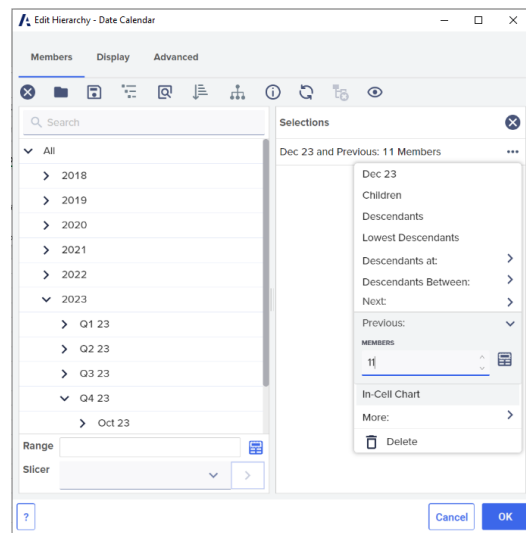 Edit Hierarchy - Date Calendar
Members Display Advanced
Search
All
2018
2019
2020
2021
2022
2023
Q1 23
Q2 23
Q3 23
Q4 23
Oct 23
Range
Slicer
Selections
Dec 23 and Previous: 11 Members
Dec 23
Children
Descendants
Lowest Descendants
Descendants at:
Descendants Between:
Next:
Previous:
MEMBERS
11
In-Cell Chart
More:
Delete
?
Cancel OK